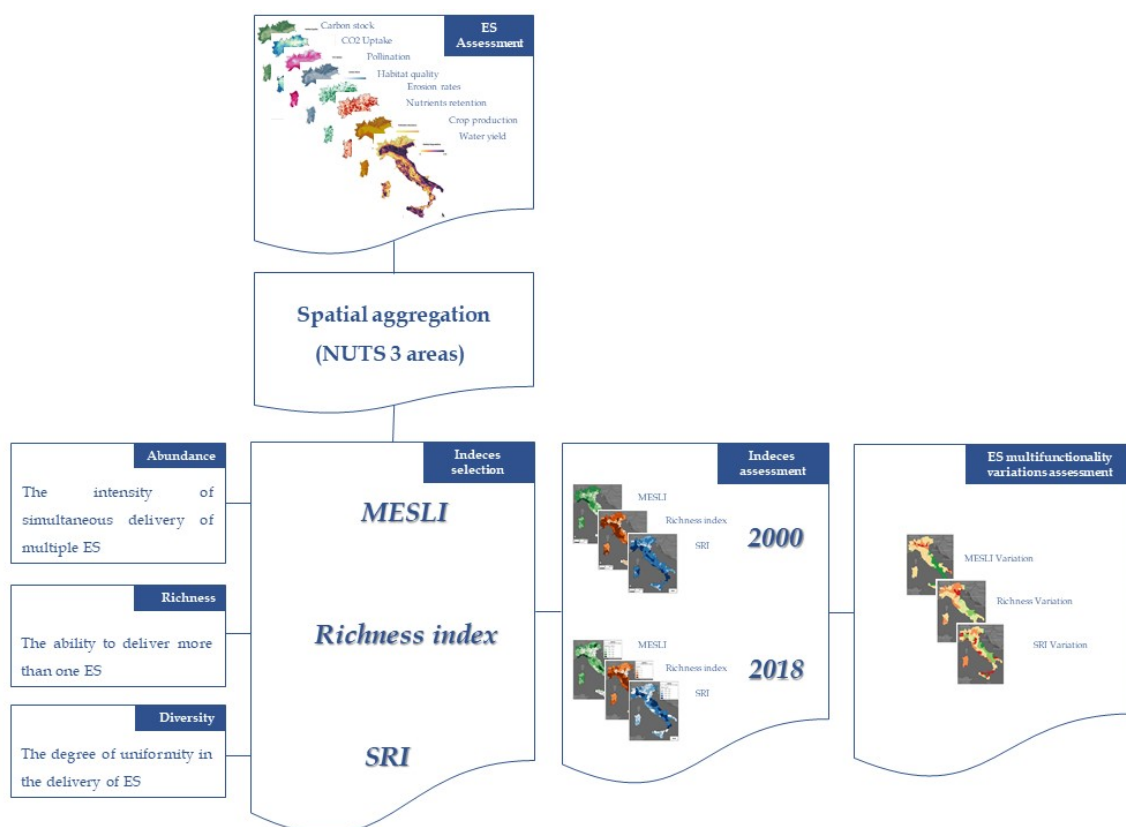 ES
Assessment
Carbon stock
CO2 Uptake
Pollination
Habitat quality
Erosion rates
Nutrients retention
Crop production
Water yield
Spatial aggregation
(NUTS 3 areas)
Abundance
The intensity of
simultaneous delivery of
multiple ES
Richness
The ability to deliver more
than one ES
Diversity
The degree of uniformity in
the delivery of ES
Indeces
selection
MESLI
Richness index
SRI
Indeces
assessment
MESLI
Richness index
SRI
2000
MESLI
Richness index
SRI
2018
ES multifunctionality
variations assessment
MESLI Variation
Richness Variation
SRI Variation